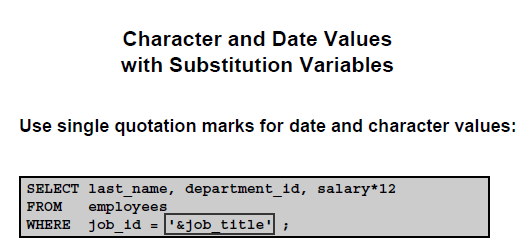 Character and Date Values
with Substitution Variables
Use single quotation marks for date and character values:
SELECT last_name, department_id, salary*12
FROM employees
WHERE job_id = '&job_title' ;